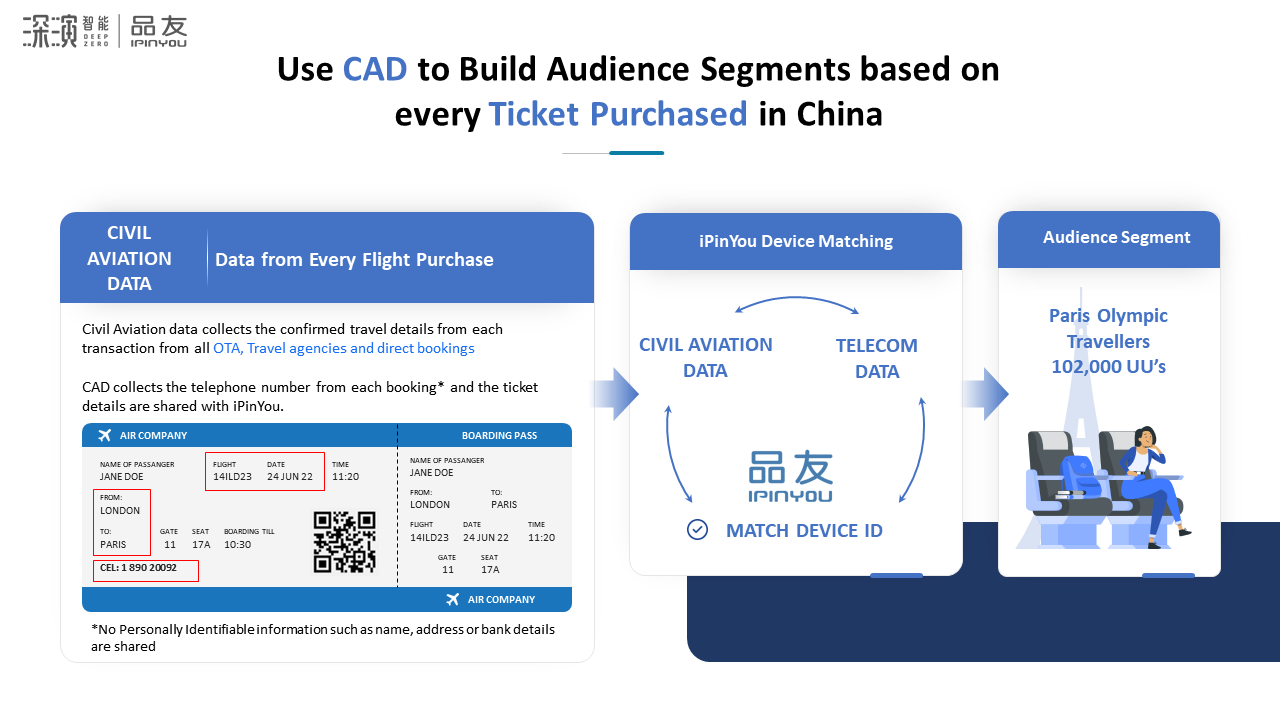 深演 智能 DEEP ZERO 品友 IPINYOU
Use CAD to Build Audience Segments based on
every Ticket Purchased in China
CIVIL
AVIATION
DATA
Data from Every Flight Purchase
Civil Aviation data collects the confirmed travel details from each
transaction from all OTA, Travel agencies and direct bookings
CAD collects the telephone number from each booking* and the ticket
details are shared with iPinYou.
AIR COMPANY
BOARDING PASS
NAME OF PASSANGER
JANE DOE
FLIGHT DATE TIME
14ILD23 24 JUN 22 11:20
FROM:
LONDON
TO: GATE SEAT BOARDING TILL
PARIS 11 17A 10:30
CEL: 1 890 20092
NAME OF PASSANGER
JANE DOE
FROM: TO:
LONDON PARIS
FLIGHT DATE TIME
14ILD23 24 JUN 22 11:20
GATE SEAT
11 17A
AIR COMPANY
*No Personally Identifiable information such as name, address or bank details
are shared
iPinYou Device Matching
CIVIL AVIATION
DATA
TELECOM
DATA
品友
IPINYOU
MATCH DEVICE ID
Audience Segment
Paris Olympic
Travellers
102,000 UU’s